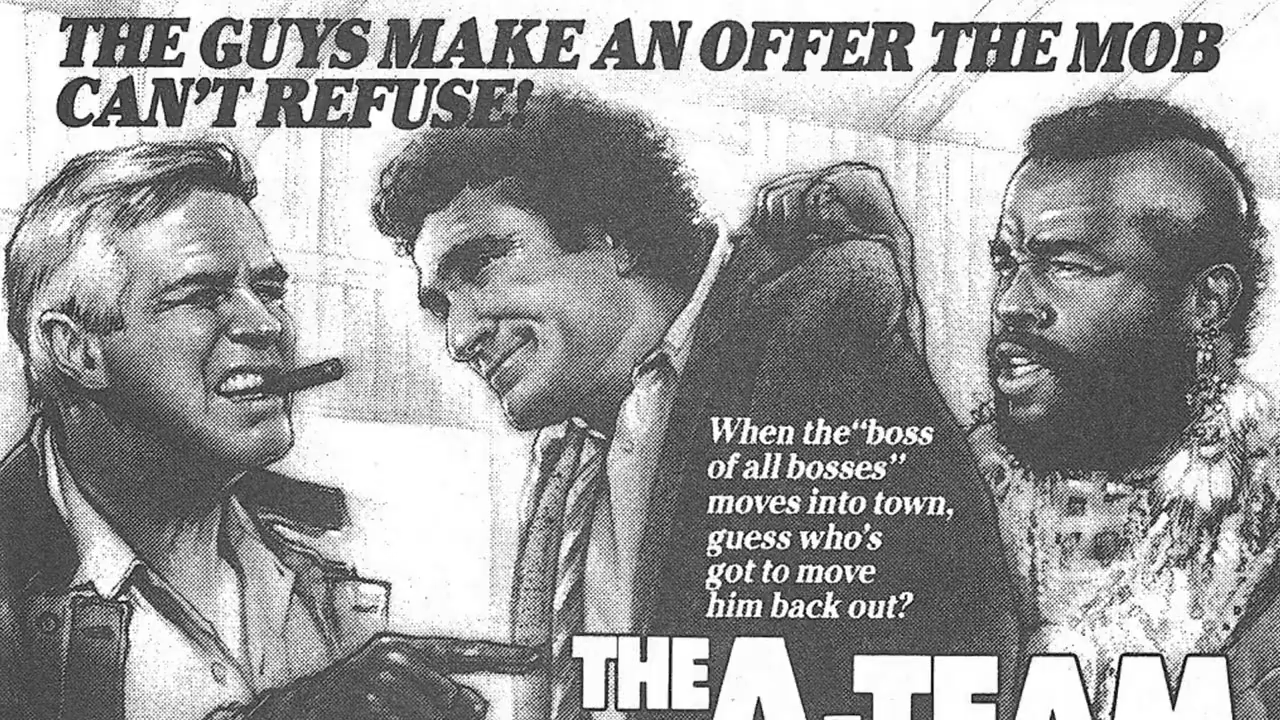 THE GUYS MAKE AN OFFER THE MOB
CAN'T REFUSE!
When the "boss
of all bosses"
moves into town,
guess who's
got to move
him back out?
THE A-TEAM